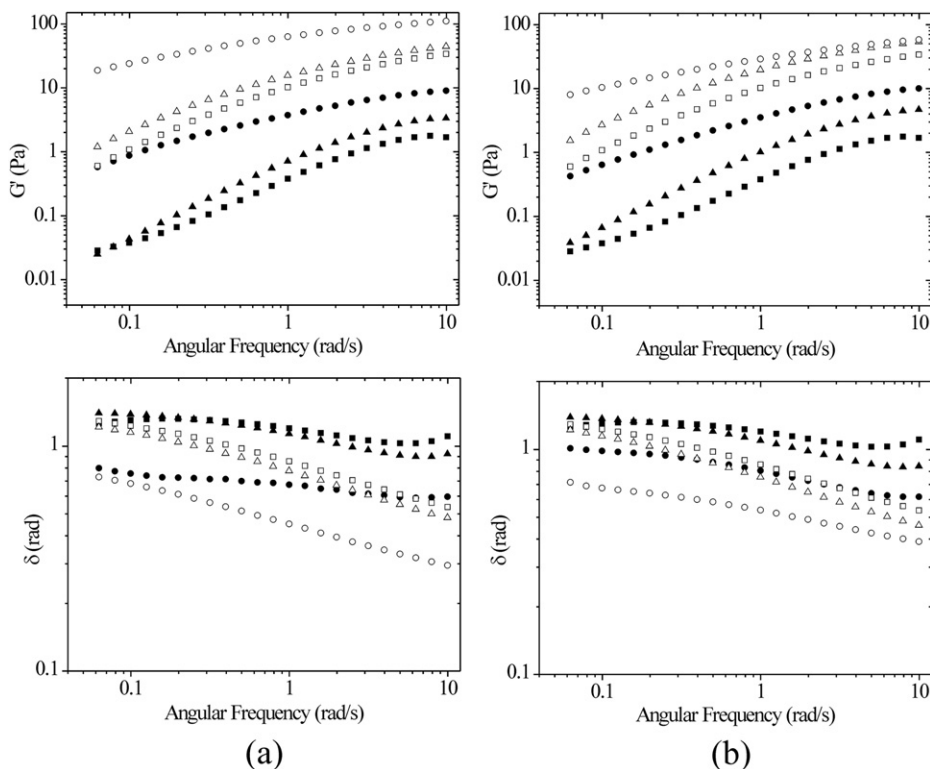 100
10
1
0.1
0.01
G' (Pa)
0.1 1 10
Angular Frequency (rad/s)
100
10
1
0.1
0.01
G' (Pa)
0.1 1 10
Angular Frequency (rad/s)
1
0.1
δ (rad)
0.1 1 10
Angular Frequency (rad/s)
(a)
1
0.1
δ (rad)
0.1 1 10
Angular Frequency (rad/s)
(b)